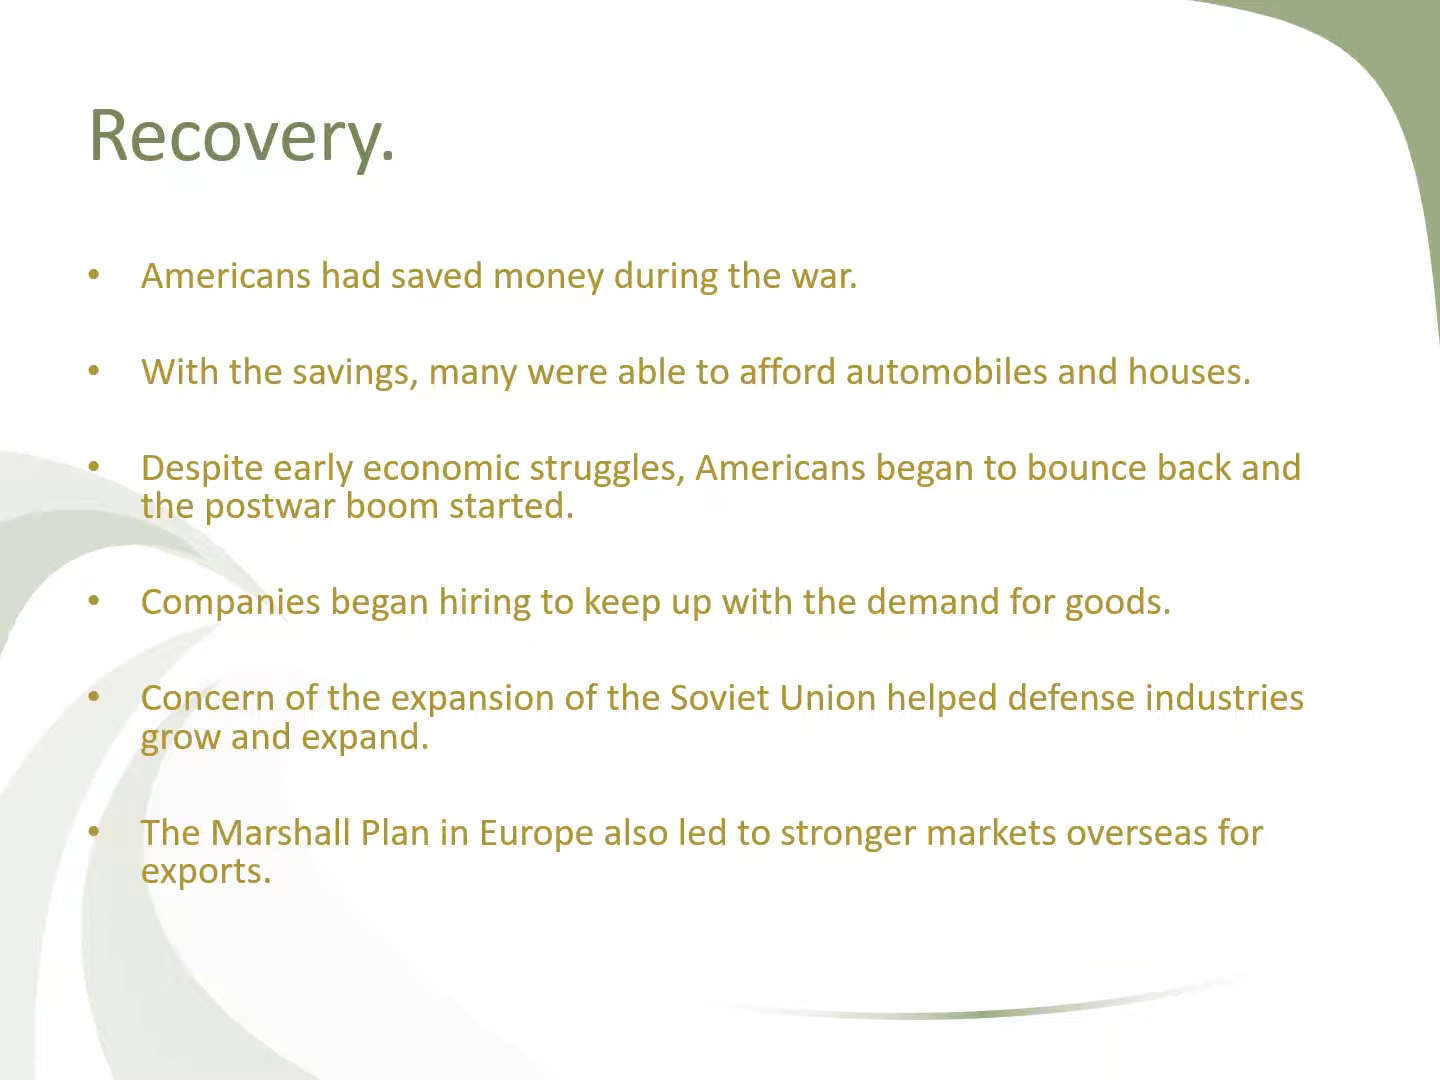 Recovery.
• Americans had saved money during the war.
• With the savings, many were able to afford automobiles and houses.
• Despite early economic struggles, Americans began to bounce back and
the postwar boom started.
• Companies began hiring to keep up with the demand for goods.
• Concern of the expansion of the Soviet Union helped defense industries
grow and expand.
• The Marshall Plan in Europe also led to stronger markets overseas for
exports.